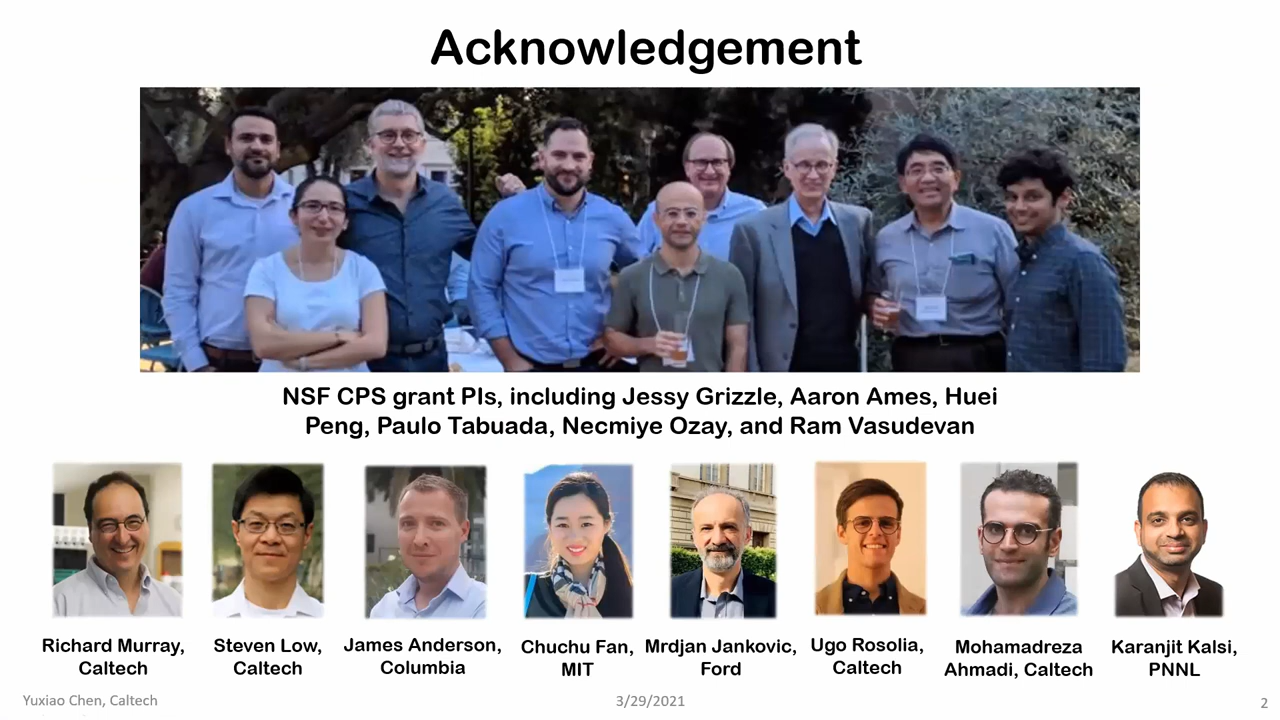 Acknowledgement
NSF CPS grant PIs, including Jessy Grizzle, Aaron Ames, Huei
Peng, Paulo Tabuada, Necmiye Ozay, and Ram Vasudevan
Richard Murray,
Caltech
Steven Low,
Caltech
James Anderson,
Columbia
Chuchu Fan,
MIT
Mrdjan Jankovic,
Ford
Ugo Rosolia,
Caltech
Mohamadreza
Ahmadi, Caltech
Karanjit Kalsi,
PNNL
Yuxiao Chen, Caltech
3/29/2021
2